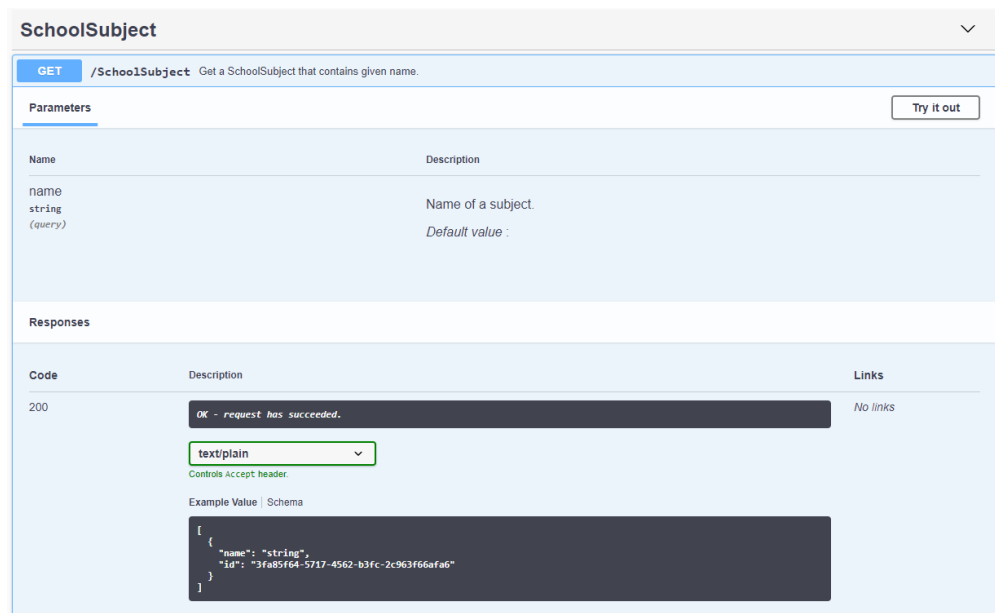 SchoolSubject
GET /SchoolSubject Get a SchoolSubject that contains given name.
Parameters Try it out
Name Description
name
string
(query)
Name of a subject.
Default value :
Responses
Code Description Links
200 OK - request has succeeded. No links
text/plain
Controls Accept header.
Example Value | Schema
[
  {
    "name": "string",
    "id": "3fa85f64-5717-4562-b3fc-2c963f66afa6"
  }
]